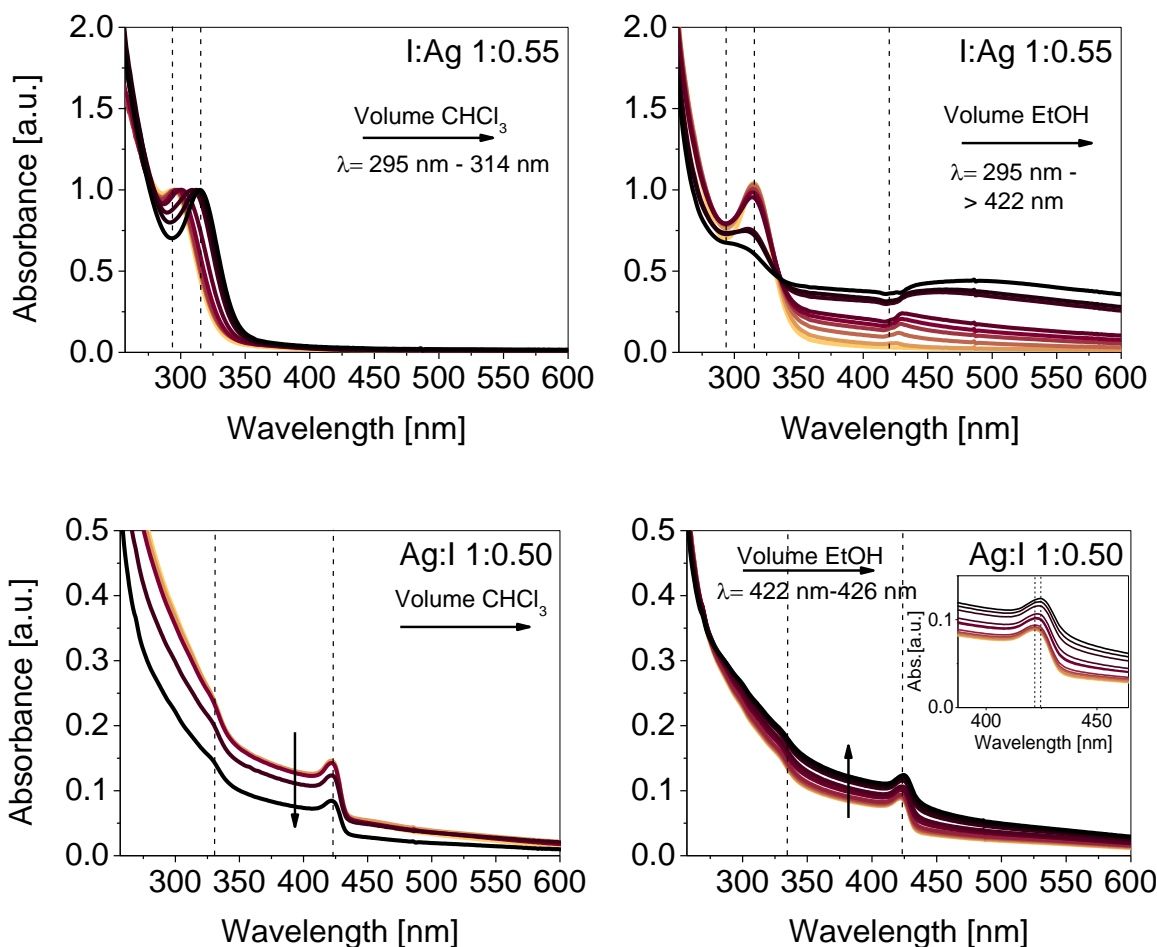 I:Ag 1:0.55
Volume CHCl₃
λ= 295 nm - 314 nm
Absorbance [a.u.]
2.0
1.5
1.0
0.5
0.0
300 350 400 450 500 550 600
Wavelength [nm]
I:Ag 1:0.55
Volume EtOH
λ= 295 nm -
> 422 nm
2.0
1.5
1.0
0.5
0.0
300 350 400 450 500 550 600
Wavelength [nm]
Ag:I 1:0.50
Volume CHCl₃
Absorbance [a.u.]
0.5
0.4
0.3
0.2
0.1
0.0
300 350 400 450 500 550 600
Wavelength [nm]
Ag:I 1:0.50
Volume EtOH
λ= 422 nm-426 nm
0.5
0.4
0.3
0.2
0.1
0.0
300 350 400 450 500 550 600
Wavelength [nm]
Abs.[a.u.]
0.1
0.0
400 450
Wavelength [nm]